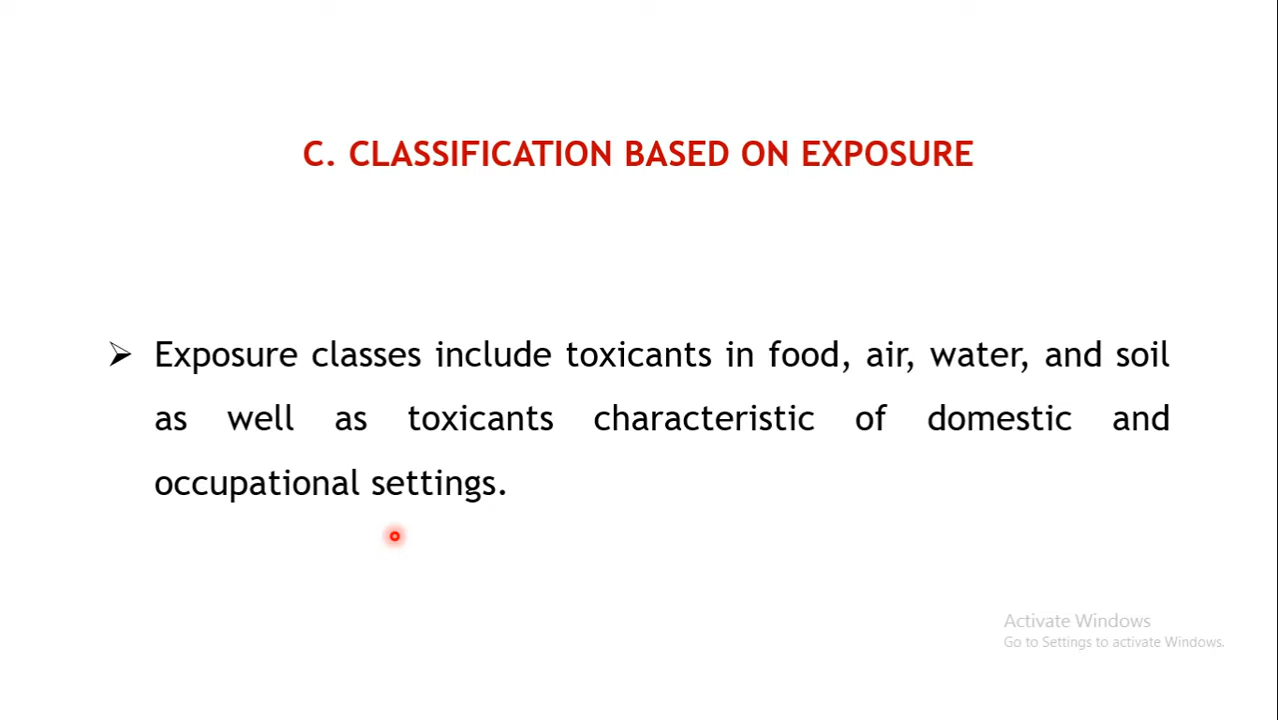 C. CLASSIFICATION BASED ON EXPOSURE
Exposure classes include toxicants in food, air, water, and soil
as well as toxicants characteristic of domestic and
occupational settings.
Activate Windows
Go to Settings to activate Windows.